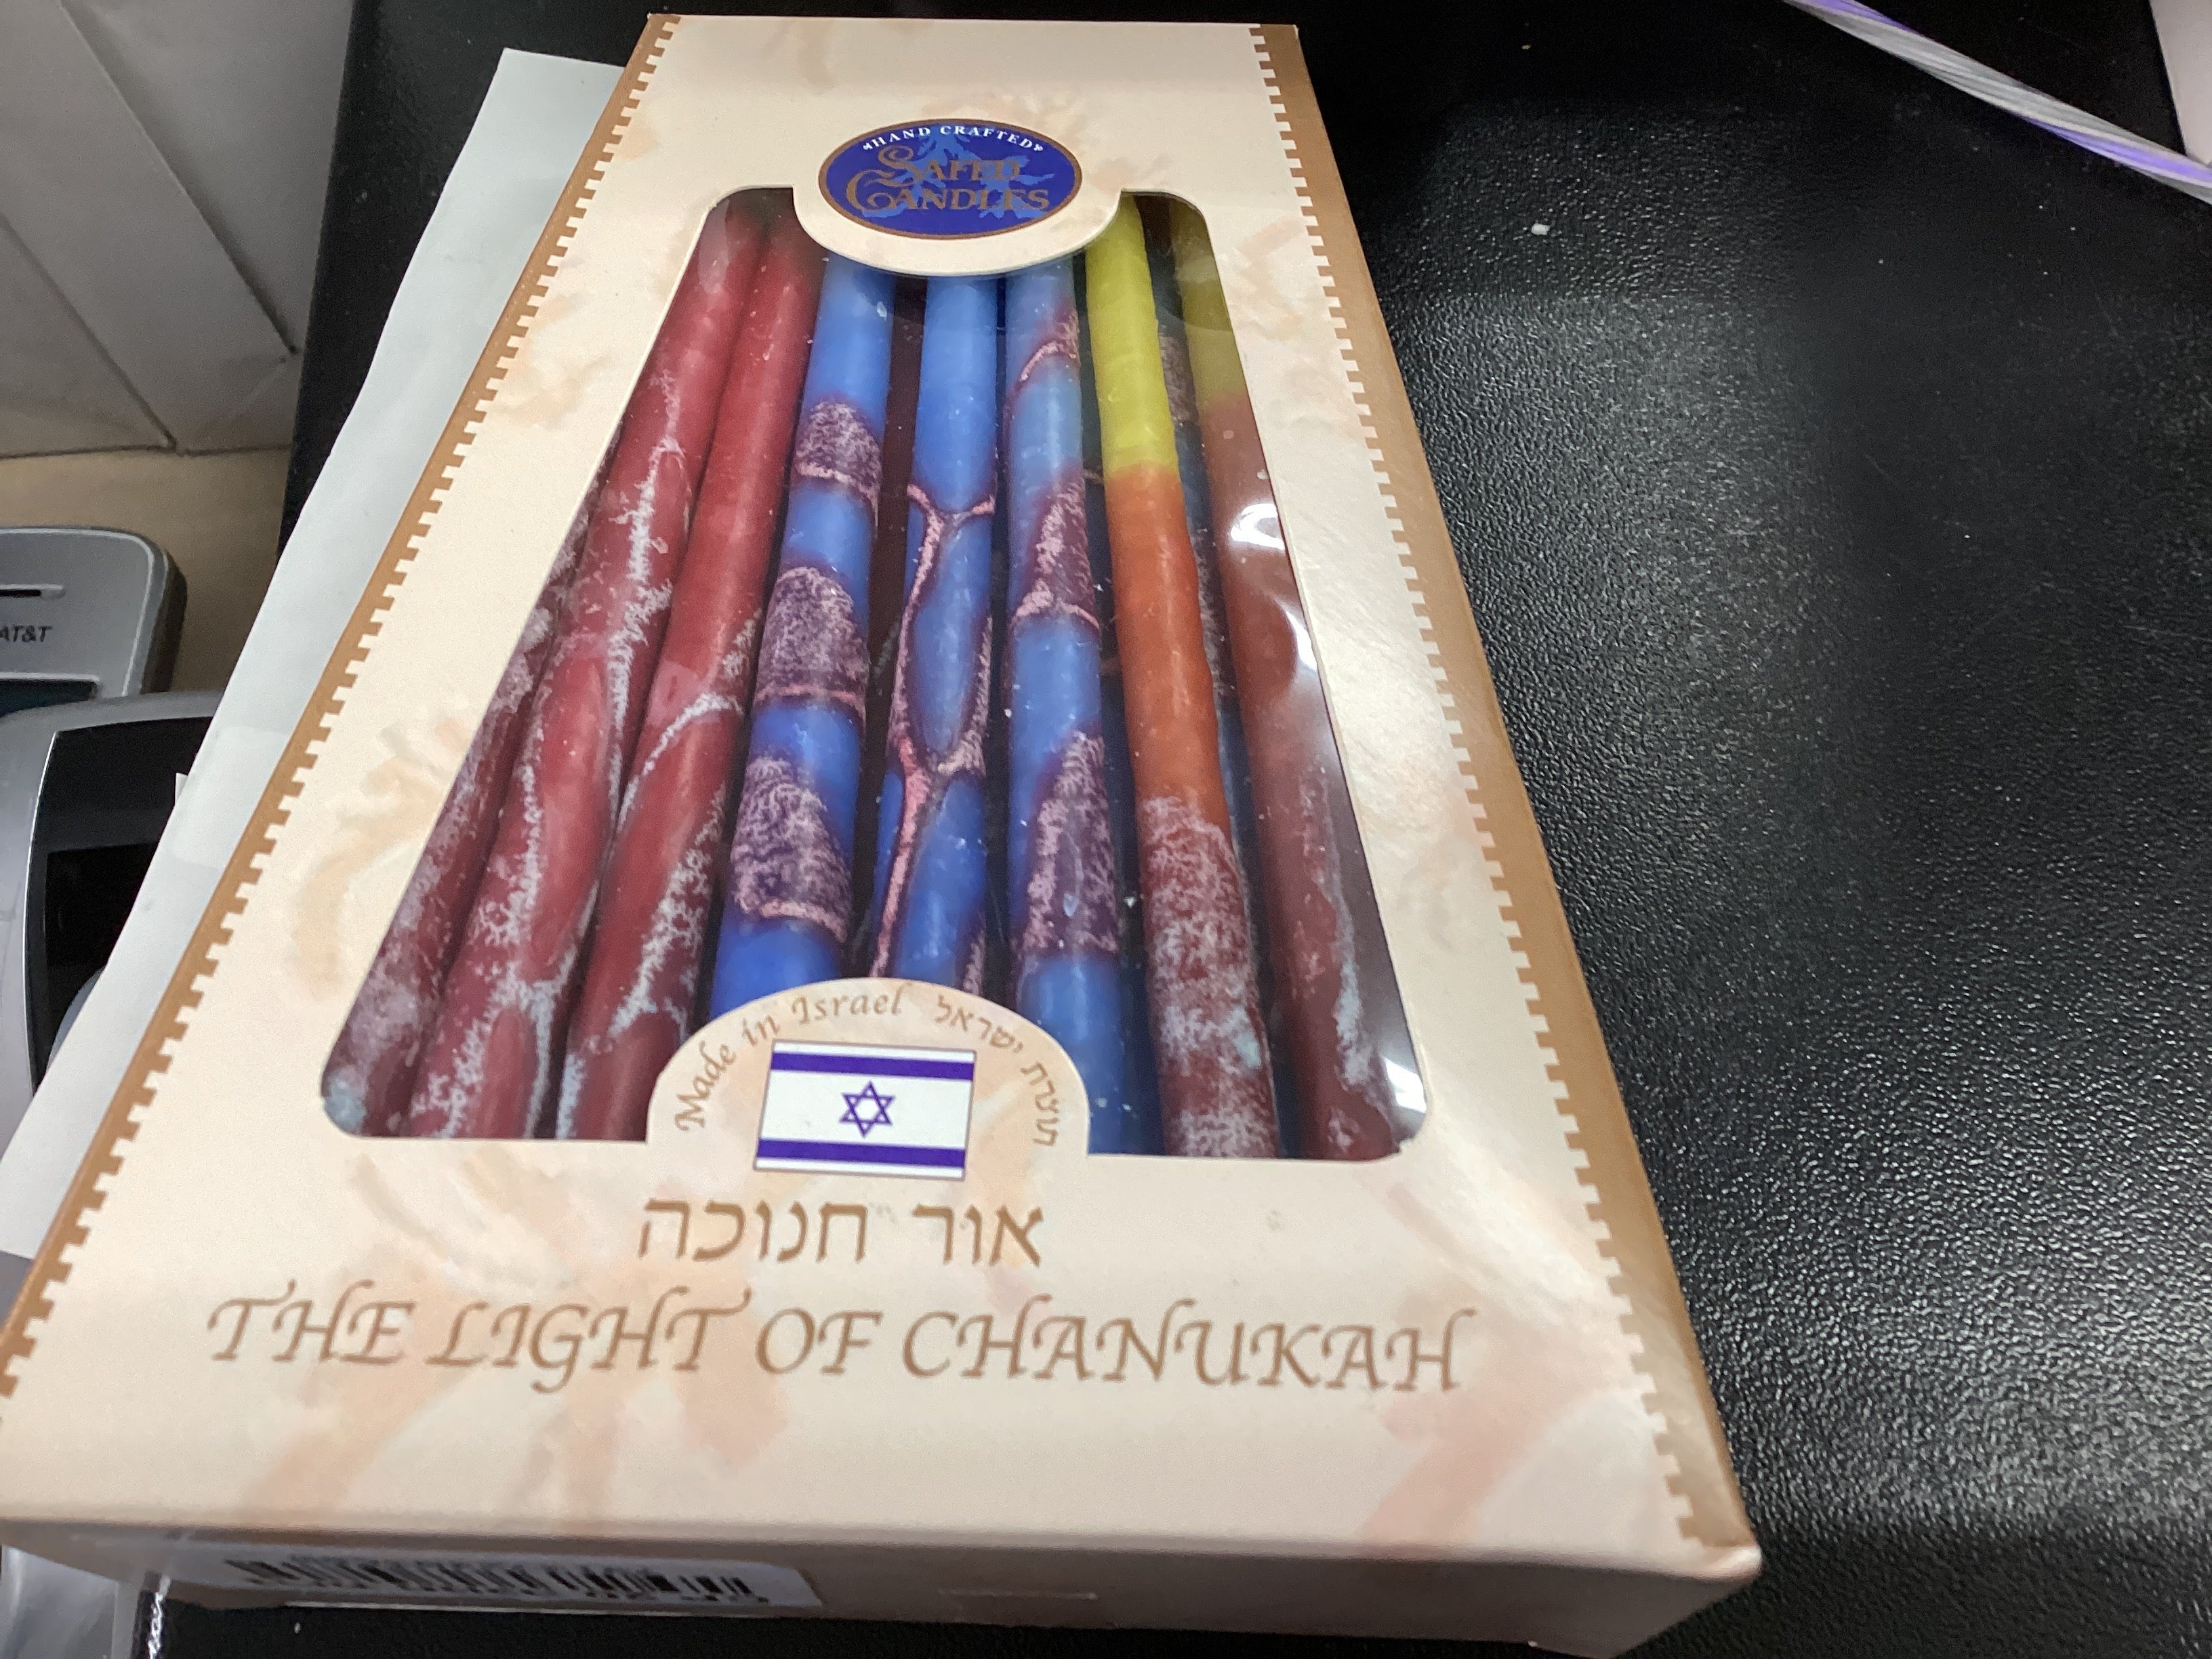 HAND CRAFTED
SAFED
CANDLES
AT&T
Made in Israel תוצרת ישראל
אור חנוכה
THE LIGHT OF CHANUKAH